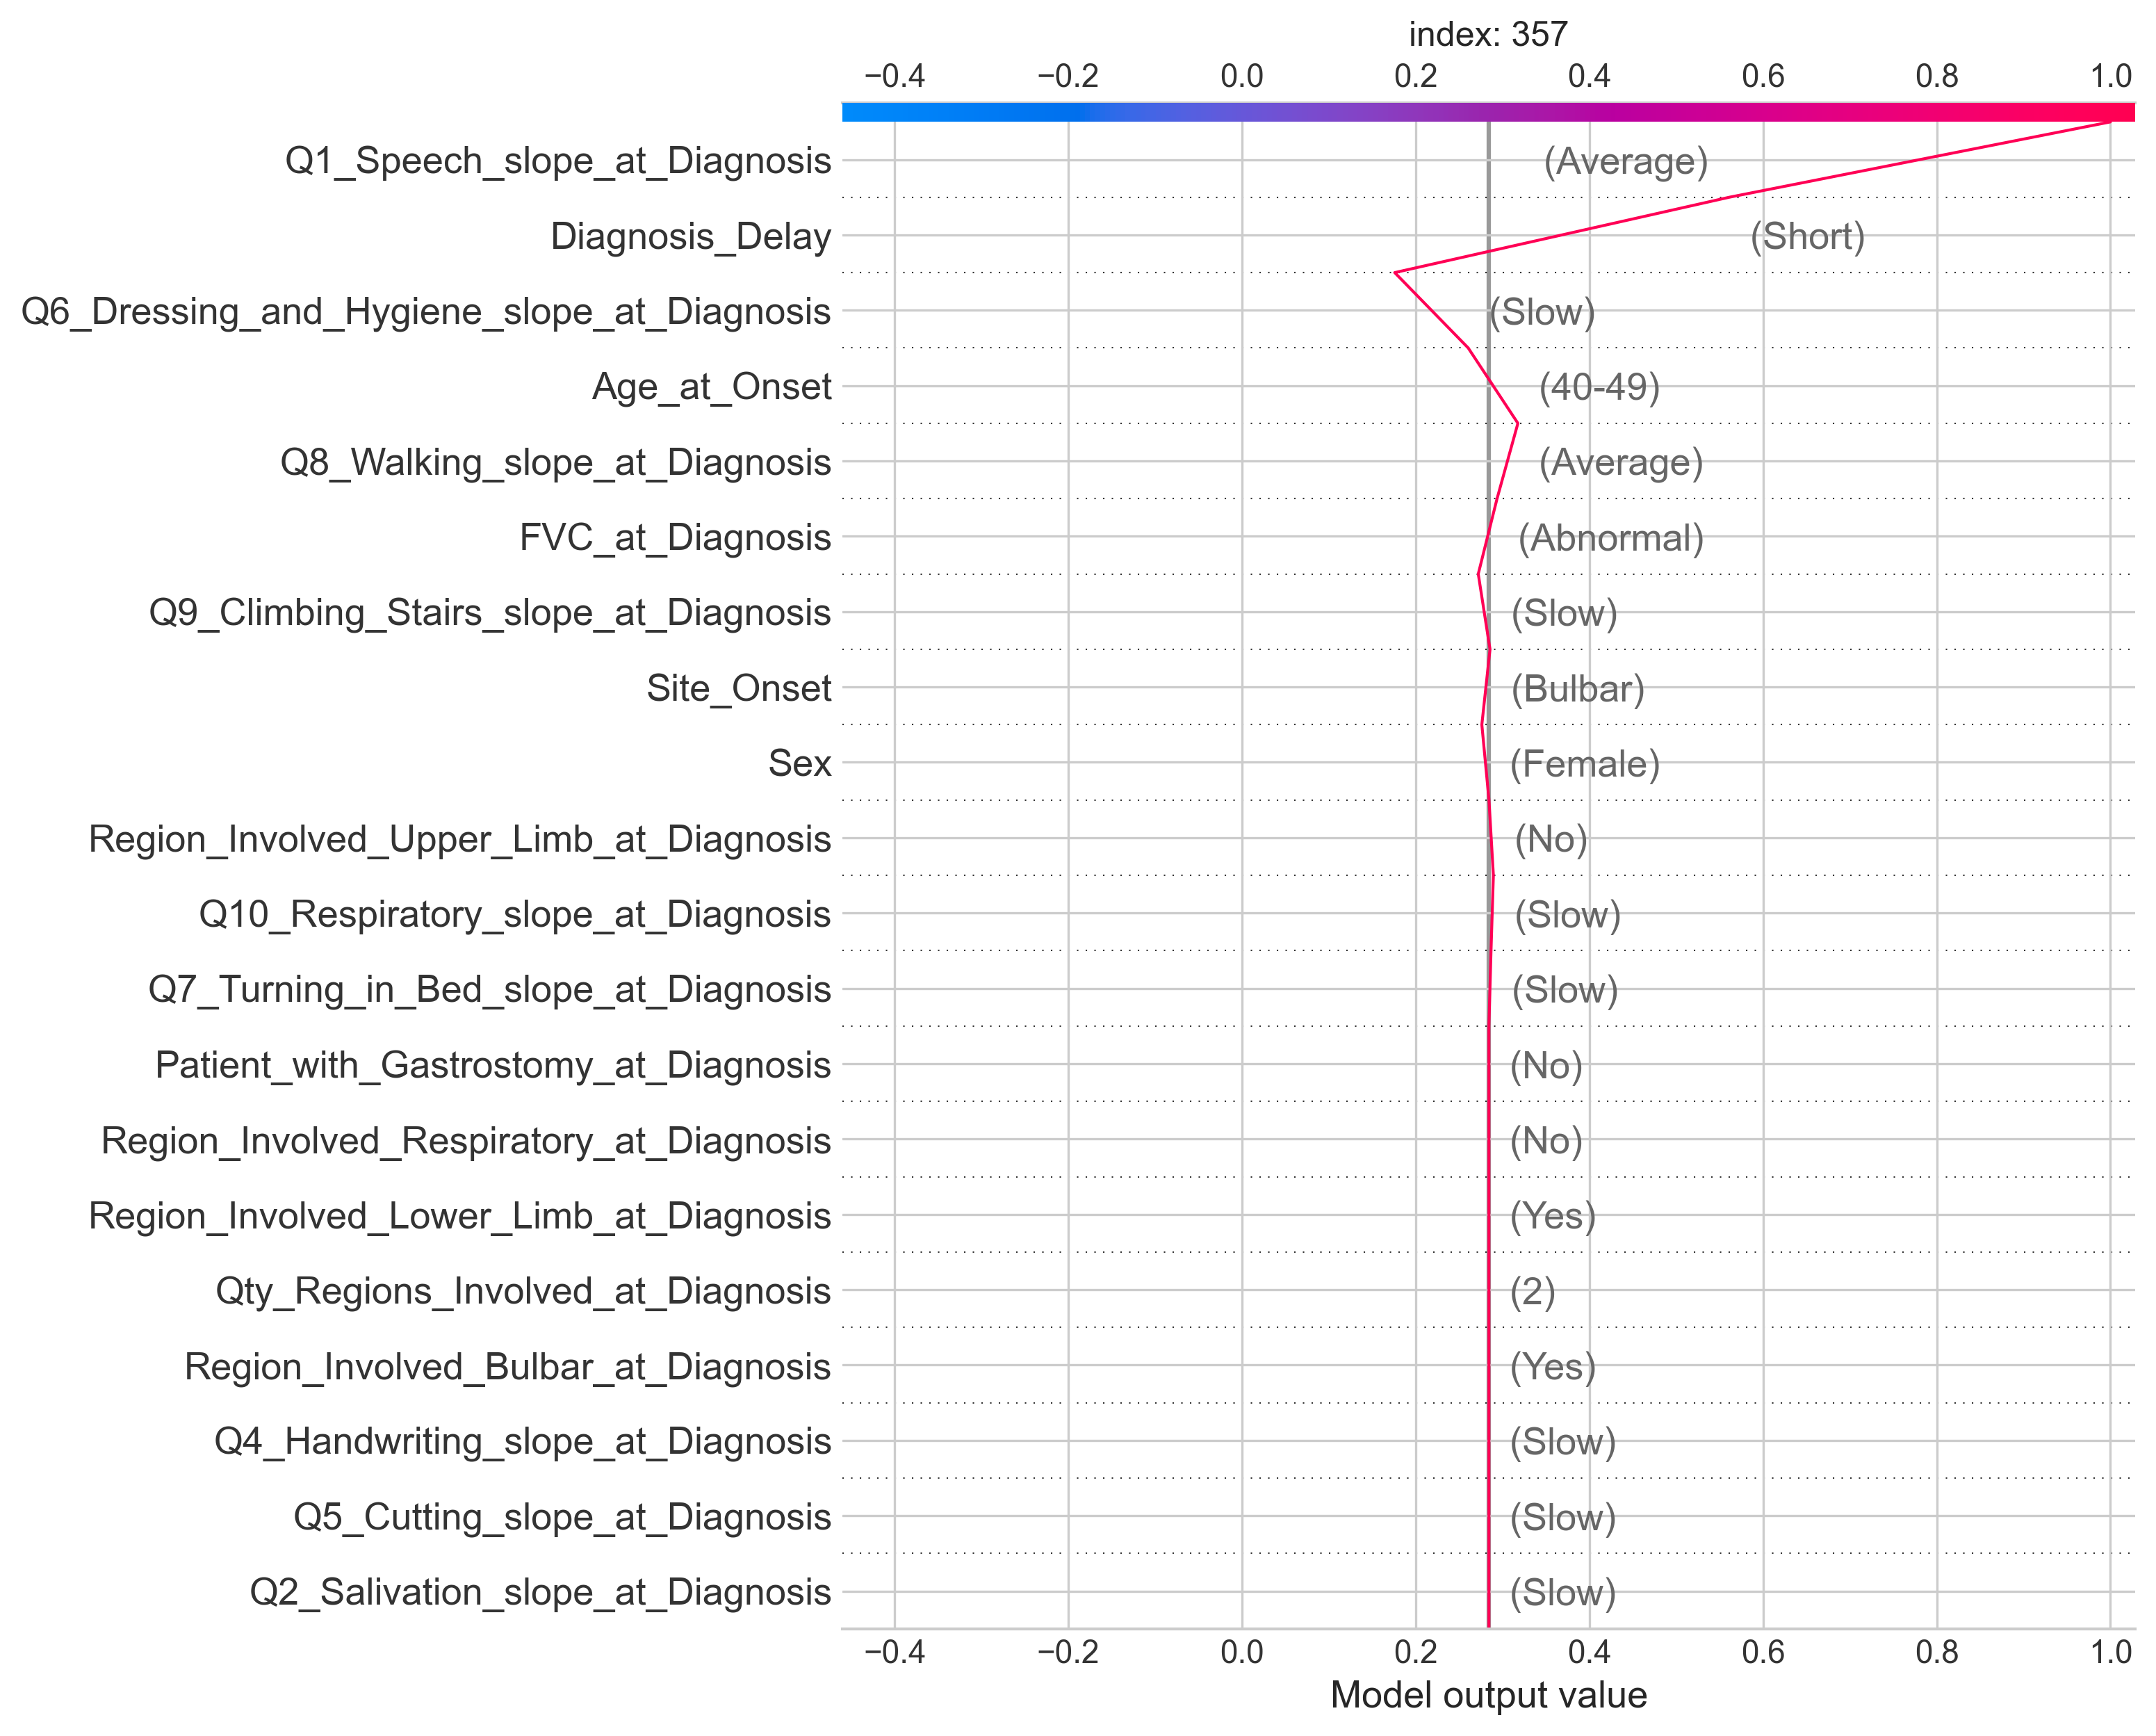 index: 357
−0.4 −0.2 0.0 0.2 0.4 0.6 0.8 1.0
Q1_Speech_slope_at_Diagnosis (Average)
Diagnosis_Delay (Short)
Q6_Dressing_and_Hygiene_slope_at_Diagnosis (Slow)
Age_at_Onset (40-49)
Q8_Walking_slope_at_Diagnosis (Average)
FVC_at_Diagnosis (Abnormal)
Q9_Climbing_Stairs_slope_at_Diagnosis (Slow)
Site_Onset (Bulbar)
Sex (Female)
Region_Involved_Upper_Limb_at_Diagnosis (No)
Q10_Respiratory_slope_at_Diagnosis (Slow)
Q7_Turning_in_Bed_slope_at_Diagnosis (Slow)
Patient_with_Gastrostomy_at_Diagnosis (No)
Region_Involved_Respiratory_at_Diagnosis (No)
Region_Involved_Lower_Limb_at_Diagnosis (Yes)
Qty_Regions_Involved_at_Diagnosis (2)
Region_Involved_Bulbar_at_Diagnosis (Yes)
Q4_Handwriting_slope_at_Diagnosis (Slow)
Q5_Cutting_slope_at_Diagnosis (Slow)
Q2_Salivation_slope_at_Diagnosis (Slow)
−0.4 −0.2 0.0 0.2 0.4 0.6 0.8 1.0
Model output value